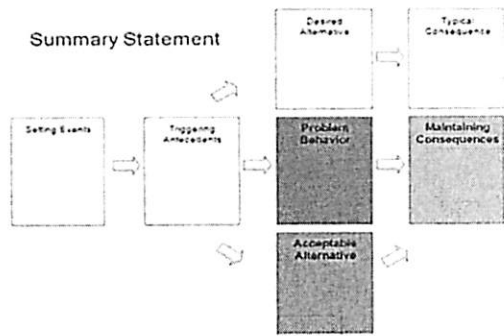 Summary Statement
Desired
Alternative
Typical
Consequence
Setting Events
Triggering
Antecedents
Problem
Behavior
Maintaining
Consequences
Acceptable
Alternative